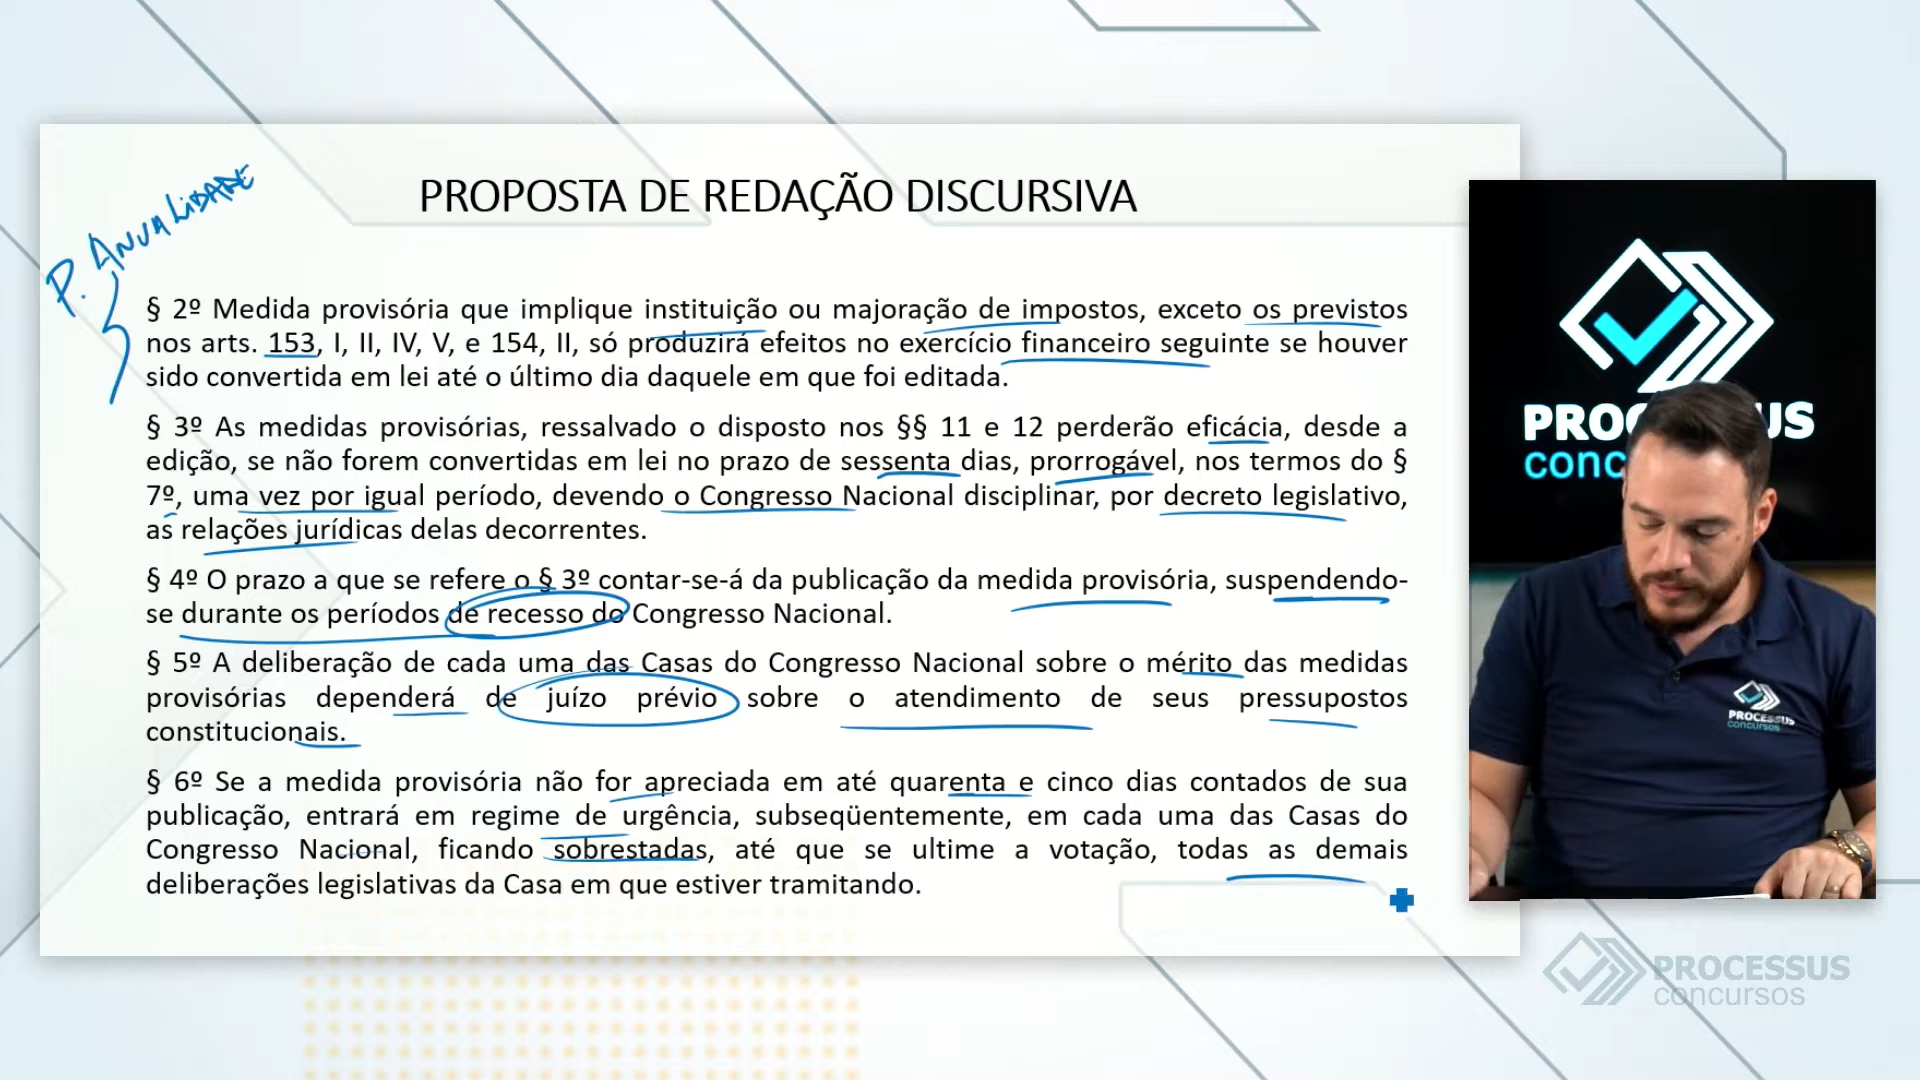 PROPOSTA DE REDAÇÃO DISCURSIVA
P. ANUALIDADE
§ 2º Medida provisória que implique instituição ou majoração de impostos, exceto os previstos
nos arts. 153, I, II, IV, V, e 154, II, só produzirá efeitos no exercício financeiro seguinte se houver
sido convertida em lei até o último dia daquele em que foi editada.
§ 3º As medidas provisórias, ressalvado o disposto nos §§ 11 e 12 perderão eficácia, desde a
edição, se não forem convertidas em lei no prazo de sessenta dias, prorrogável, nos termos do §
7º, uma vez por igual período, devendo o Congresso Nacional disciplinar, por decreto legislativo,
as relações jurídicas delas decorrentes.
§ 4º O prazo a que se refere o § 3º contar-se-á da publicação da medida provisória, suspendendo-
se durante os períodos de recesso do Congresso Nacional.
§ 5º A deliberação de cada uma das Casas do Congresso Nacional sobre o mérito das medidas
provisórias dependerá de juízo prévio sobre o atendimento de seus pressupostos
constitucionais.
§ 6º Se a medida provisória não for apreciada em até quarenta e cinco dias contados de sua
publicação, entrará em regime de urgência, subseqüentemente, em cada uma das Casas do
Congresso Nacional, ficando sobrestadas, até que se ultime a votação, todas as demais
deliberações legislativas da Casa em que estiver tramitando.
PROCESSUS
concursos
PROCESSUS
concursos